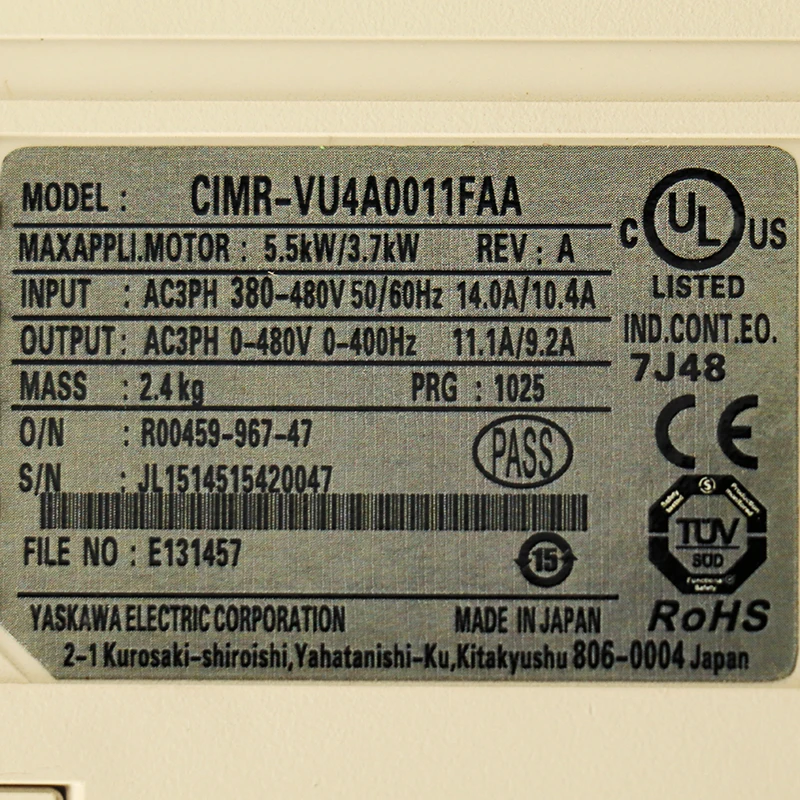 MODEL : CIMR-VU4A0011FAA
MAXAPPLI.MOTOR : 5.5kW/3.7kW REV : A
INPUT : AC3PH 380-480V 50/60Hz 14.0A/10.4A
OUTPUT : AC3PH 0-480V 0-400Hz 11.1A/9.2A
MASS : 2.4 kg PRG : 1025
O/N : R00459-967-47
S/N : JL1514515420047
PASS
FILE NO : E131457
15
YASKAWA ELECTRIC CORPORATION MADE IN JAPAN
2-1 Kurosaki-shiroishi,Yahatanishi-Ku,Kitakyushu 806-0004 Japan
C UL US
LISTED
IND.CONT.EO.
7J48
CE
TÜV
SÜD
Functional
Safety
RoHS